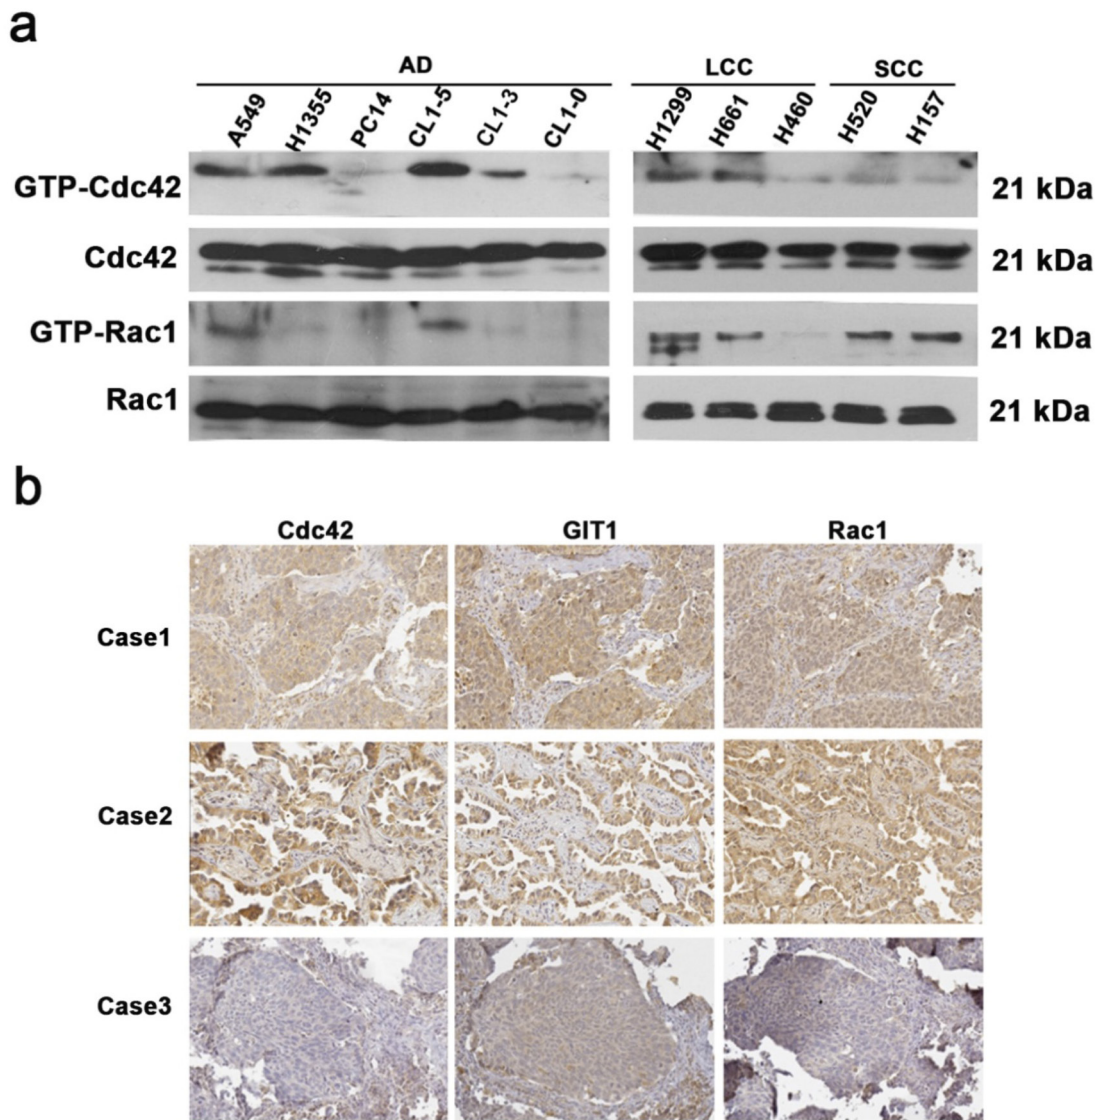 a
AD LCC SCC
A549 H1355 PC14 CL1-5 CL1-3 CL1-0 H1299 H661 H460 H520 H157
GTP-Cdc42 21 kDa
Cdc42 21 kDa
GTP-Rac1 21 kDa
Rac1 21 kDa
b
Cdc42 GIT1 Rac1
Case1
Case2
Case3